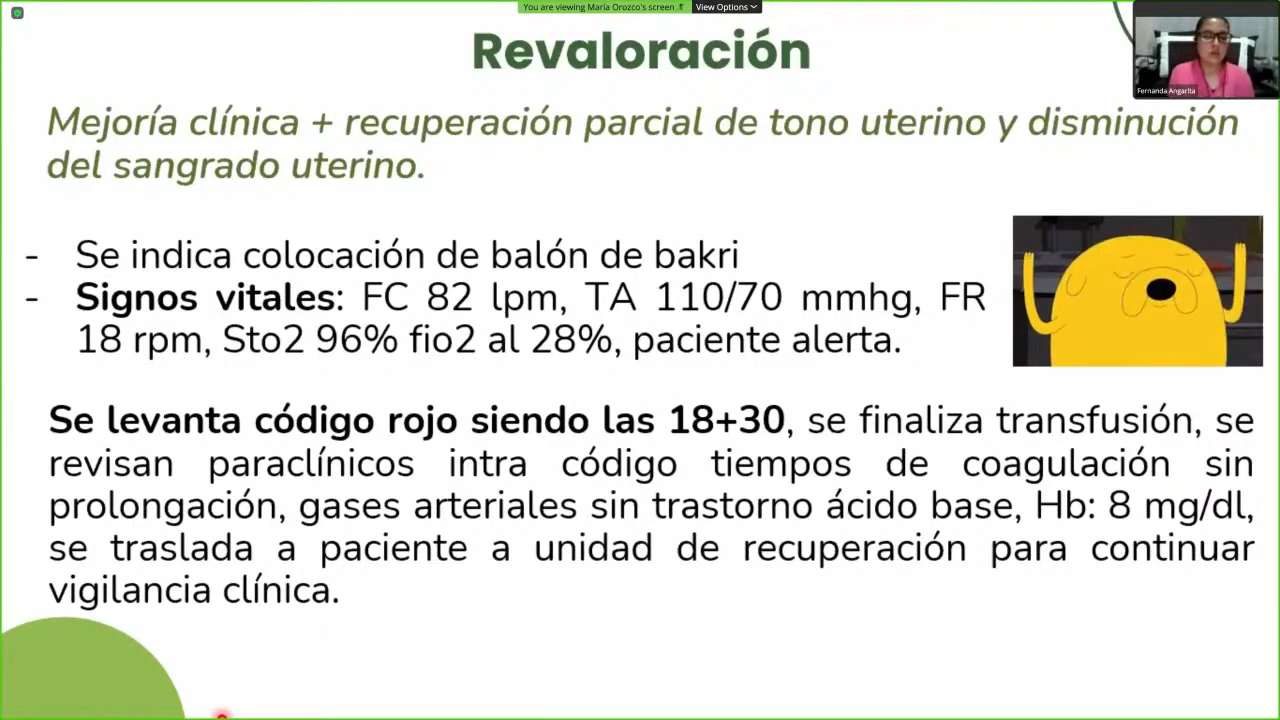 You are viewing María Orozco's screen
View Options
Revaloración
Fernanda Angarita
Mejoría clínica + recuperación parcial de tono uterino y disminución
del sangrado uterino.
- Se indica colocación de balón de bakri
- Signos vitales: FC 82 lpm, TA 110/70 mmhg, FR
18 rpm, Sto2 96% fio2 al 28%, paciente alerta.
Se levanta código rojo siendo las 18+30, se finaliza transfusión, se
revisan paraclínicos intra código tiempos de coagulación sin
prolongación, gases arteriales sin trastorno ácido base, Hb: 8 mg/dl,
se traslada a paciente a unidad de recuperación para continuar
vigilancia clínica.